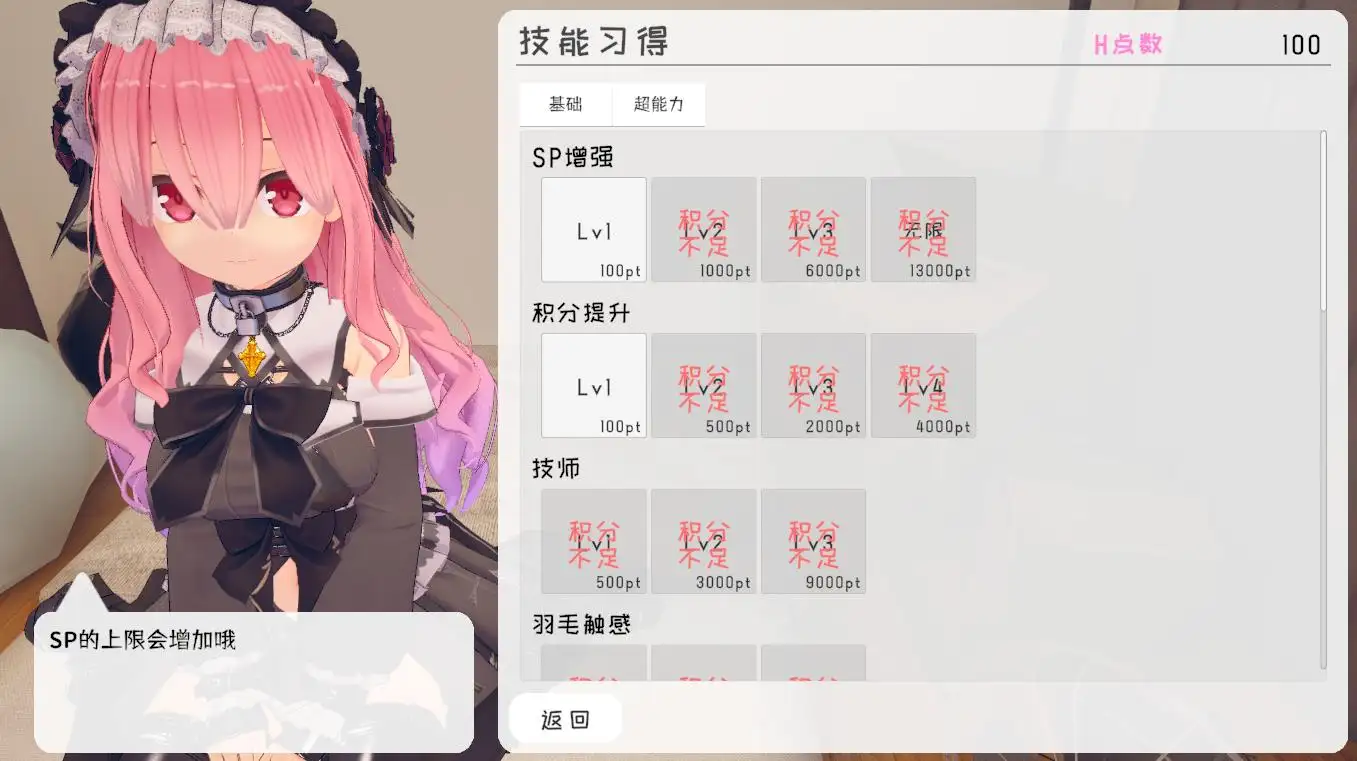 技能习得
H点数 100
基础 超能力
SP增强
Lv1 积分不足 Lv2 积分不足 Lv3 积分不足 无限
100pt 1000pt 6000pt 13000pt
积分提升
Lv1 积分不足 Lv2 积分不足 Lv3 积分不足 Lv4
100pt 500pt 2000pt 4000pt
技师
积分不足 Lv1 积分不足 Lv2 积分不足 Lv3
500pt 3000pt 9000pt
羽毛触感
SP的上限会增加哦
返回